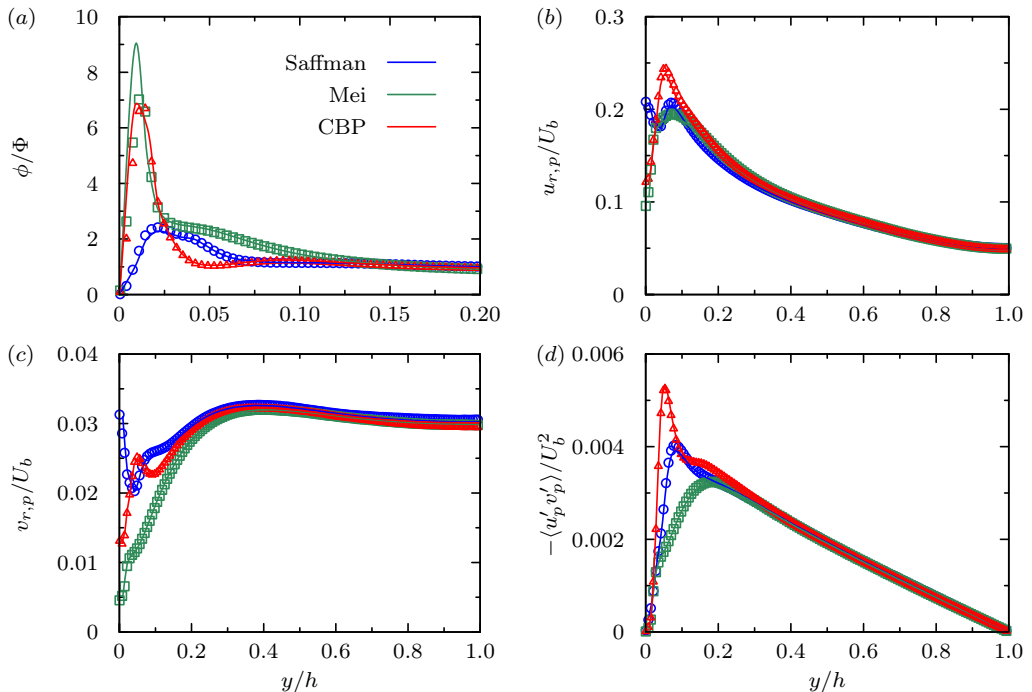 (a)
10
8
6
4
2
0
ϕ/Φ
Saffman
Mei
CBP
0 0.05 0.10 0.15 0.20
(b)
0.3
0.2
0.1
0
u_{r,p}/U_b
0 0.2 0.4 0.6 0.8 1.0
(c)
0.04
0.03
0.02
0.01
0
v_{r,p}/U_b
0 0.2 0.4 0.6 0.8 1.0
y/h
(d)
0.006
0.004
0.002
0
−⟨u′_p v′_p⟩/U_b^2
0 0.2 0.4 0.6 0.8 1.0
y/h